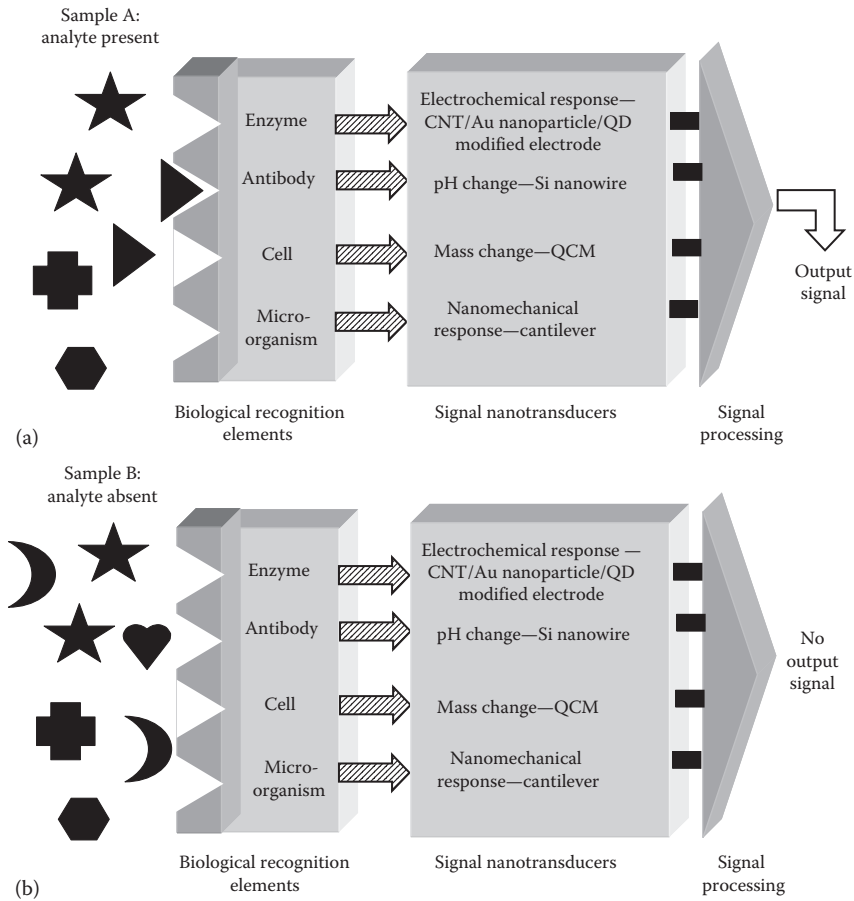 Sample A:
analyte present
Enzyme
Antibody
Cell
Micro-
organism
Electrochemical response—
CNT/Au nanoparticle/QD
modified electrode
pH change—Si nanowire
Mass change—QCM
Nanomechanical
response—cantilever
Output
signal
Biological recognition
elements
Signal nanotransducers
Signal
processing
(a)
Sample B:
analyte absent
Enzyme
Antibody
Cell
Micro-
organism
Electrochemical response —
CNT/Au nanoparticle/QD
modified electrode
pH change—Si nanowire
Mass change—QCM
Nanomechanical
response—cantilever
No
output
signal
Biological recognition
elements
Signal nanotransducers
Signal
processing
(b)